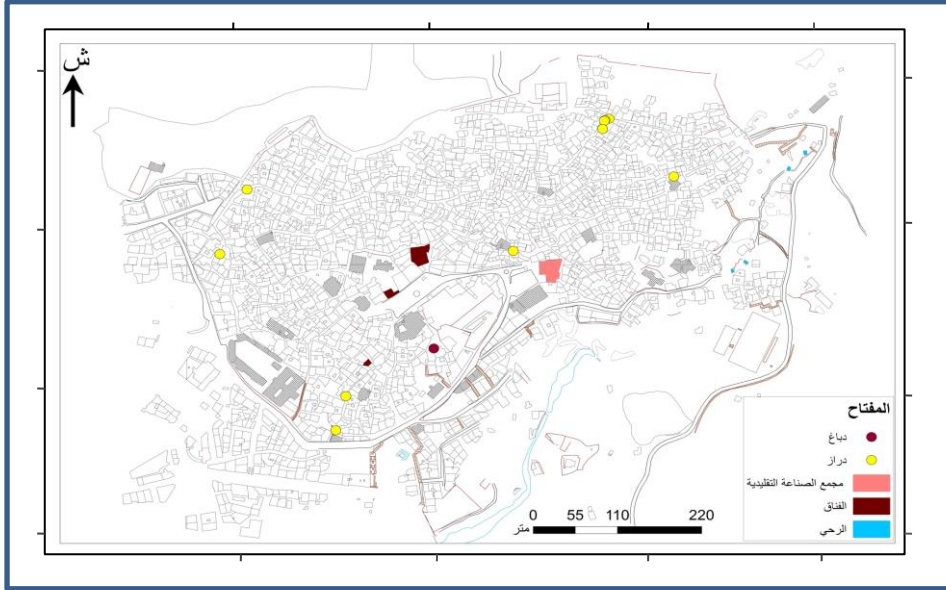 ش
المفتاح
دباغ
دراز
مجمع الصناعة التقليدية
الفناق
الرحي
0 55 110 220
متر